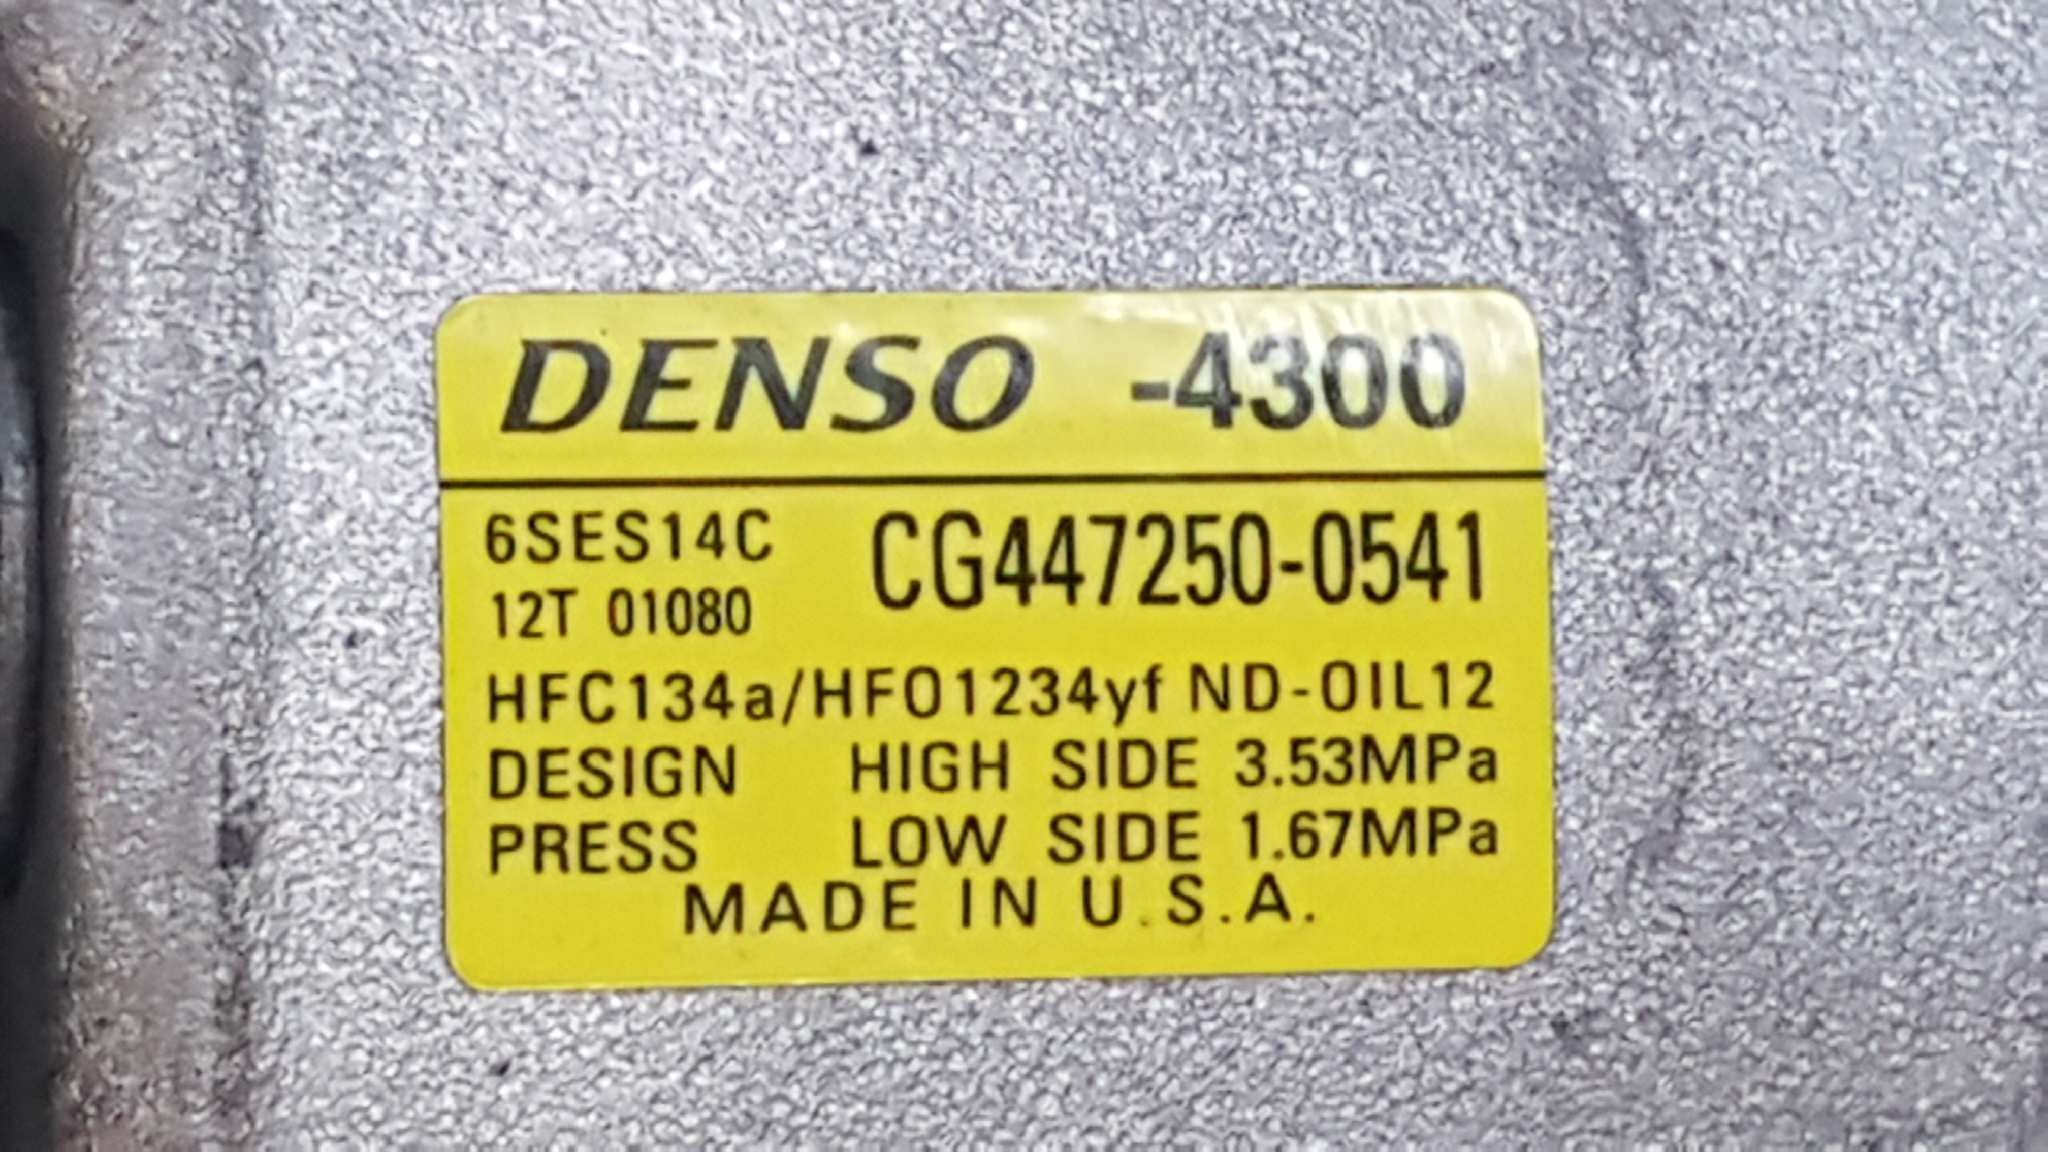 DENSO -4300
6SES14C CG447250-0541
12T 01080
HFC134a/HFO1234yf ND-OIL12
DESIGN HIGH SIDE 3.53MPa
PRESS LOW SIDE 1.67MPa
MADE IN U.S.A.